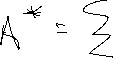 A* = Σ